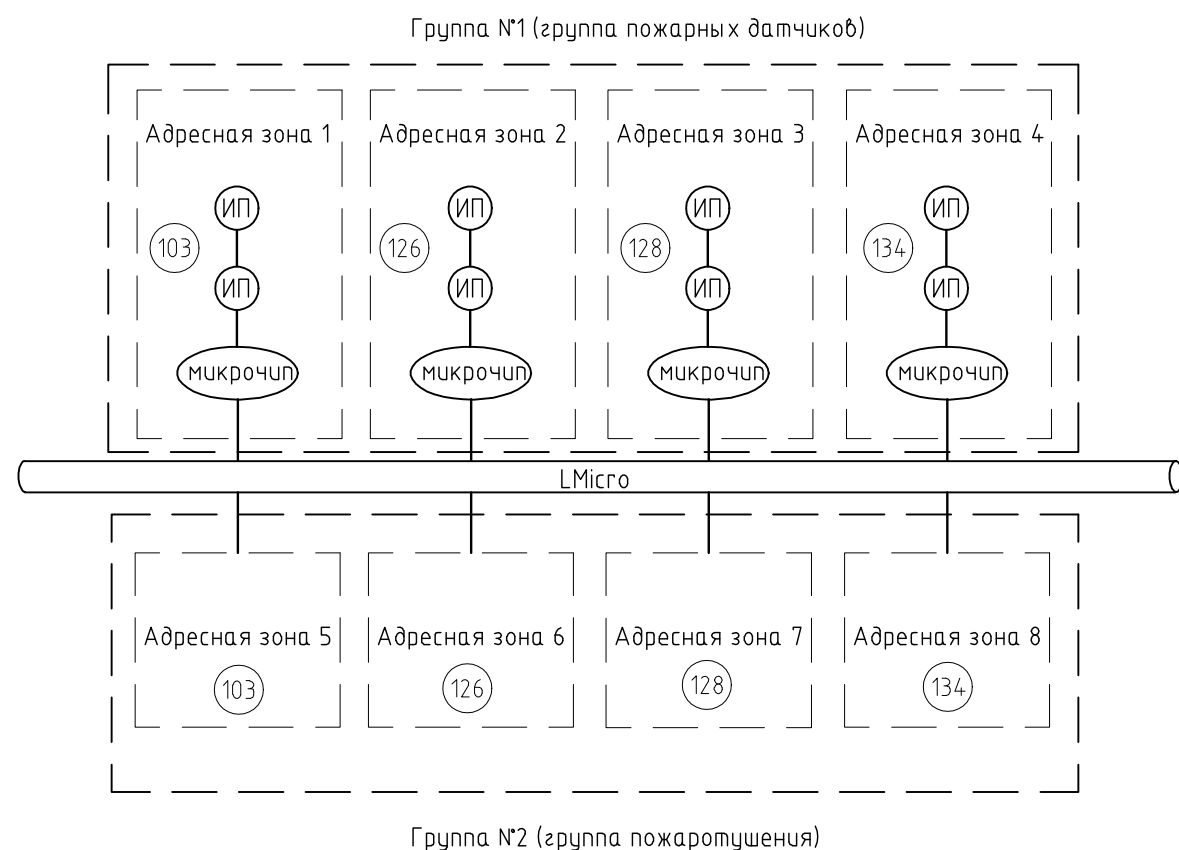 Группа №1 (группа пожарных датчиков)
Адресная зона 1 Адресная зона 2 Адресная зона 3 Адресная зона 4
ИП ИП ИП ИП
103 126 128 134
ИП ИП ИП ИП
микрочип микрочип микрочип микрочип
LMicro
Адресная зона 5 Адресная зона 6 Адресная зона 7 Адресная зона 8
103 126 128 134
Группа №2 (группа пожаротушения)